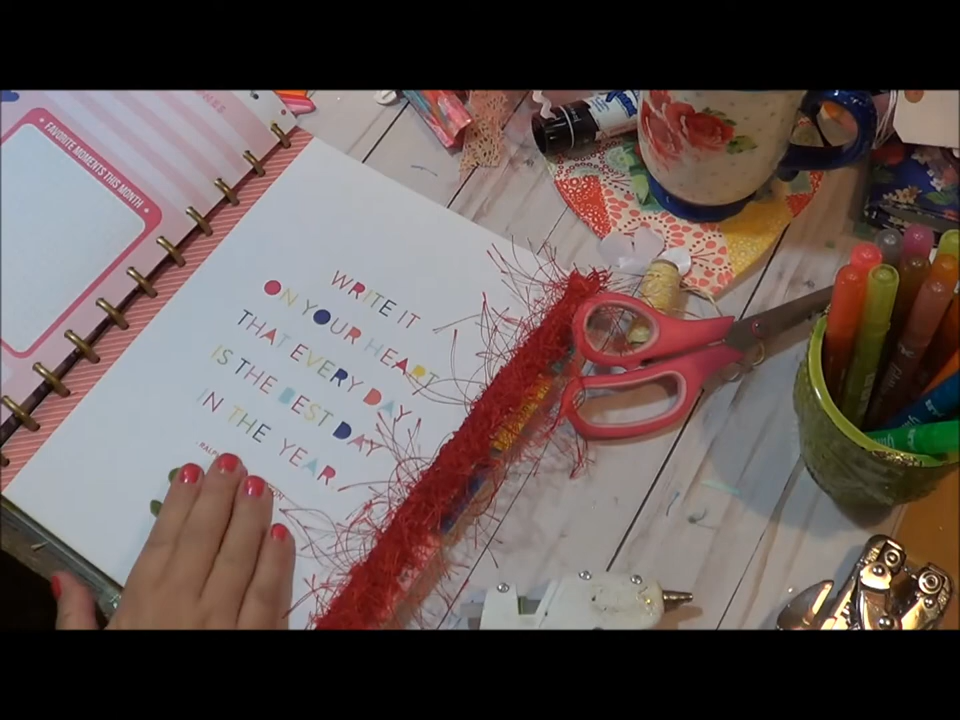 FAVORITE MOMENTS THIS MONTH
WRITE IT
ON YOUR HEART
THAT EVERY DAY
IS THE BEST DAY
IN THE YEAR